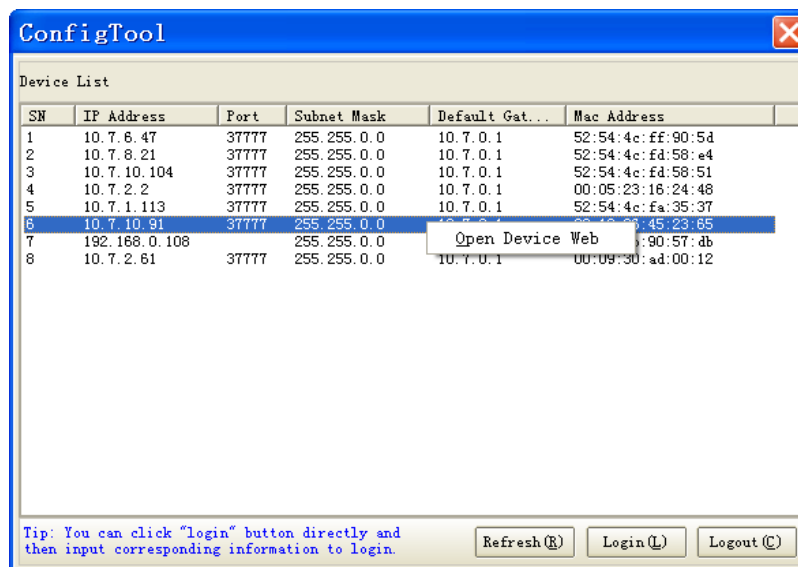 ConfigTool
Device List
SN IP Address Port Subnet Mask Default Gat... Mac Address
1 10.7.6.47 37777 255.255.0.0 10.7.0.1 52:54:4c:ff:90:5d
2 10.7.8.21 37777 255.255.0.0 10.7.0.1 52:54:4c:fd:58:e4
3 10.7.10.104 37777 255.255.0.0 10.7.0.1 52:54:4c:fd:58:51
4 10.7.2.2 37777 255.255.0.0 10.7.0.1 00:05:23:16:24:48
5 10.7.1.113 37777 255.255.0.0 10.7.0.1 52:54:4c:fa:35:37
6 10.7.10.91 37777 255.255.0.0 :45:23:65
Open Device Web
7 192.168.0.108 255.255.0.0 :90:57:db
8 10.7.2.61 37777 255.255.0.0 10.7.0.1 00:09:30:ad:00:12
Tip: You can click "login" button directly and
then input corresponding information to login.
Refresh(R) Login(L) Logout(C)